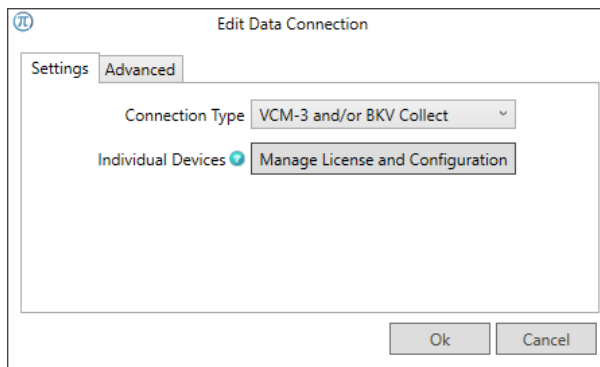 Edit Data Connection
Settings Advanced
Connection Type VCM-3 and/or BKV Collect
Individual Devices ? Manage License and Configuration
Ok Cancel